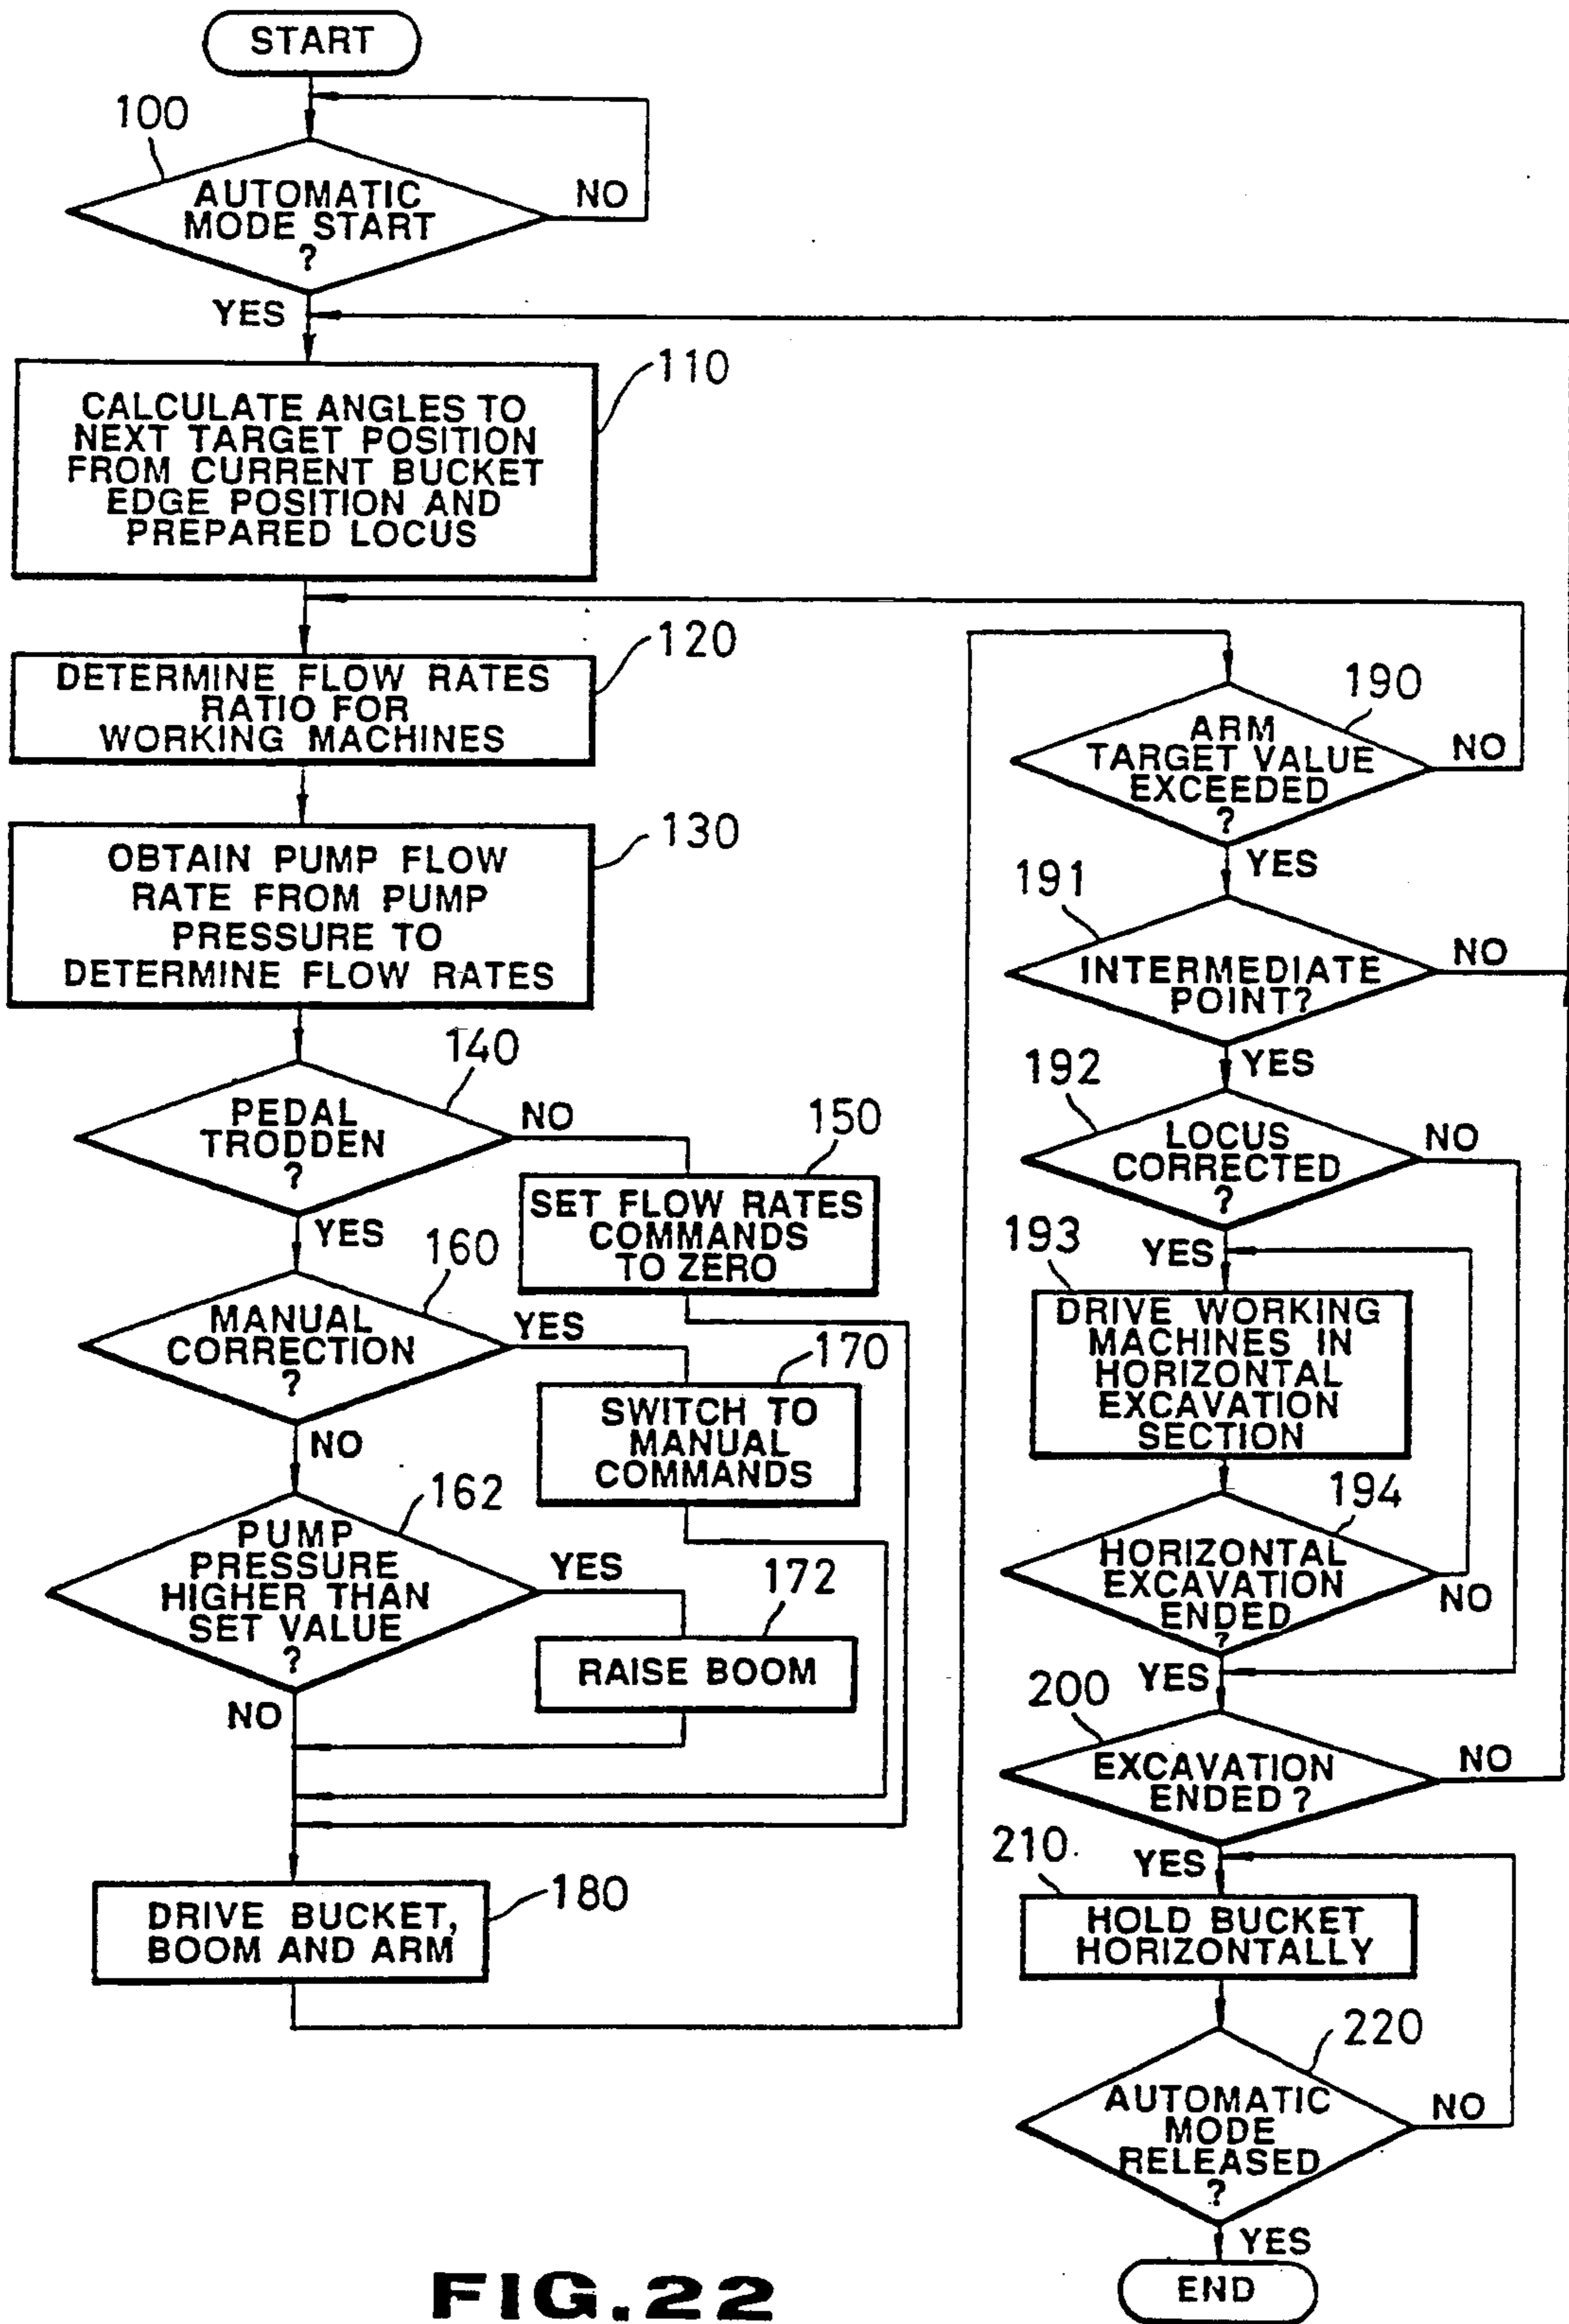 START
100
AUTOMATIC
MODE START
?
NO
YES
110
CALCULATE ANGLES TO
NEXT TARGET POSITION
FROM CURRENT BUCKET
EDGE POSITION AND
PREPARED LOCUS
120
DETERMINE FLOW RATES
RATIO FOR
WORKING MACHINES
130
OBTAIN PUMP FLOW
RATE FROM PUMP
PRESSURE TO
DETERMINE FLOW RATES
140
PEDAL
TRODDEN
?
NO
YES
150
SET FLOW RATES
COMMANDS
TO ZERO
160
MANUAL
CORRECTION
?
YES
NO
170
SWITCH TO
MANUAL
COMMANDS
162
PUMP
PRESSURE
HIGHER THAN
SET VALUE
?
YES
NO
172
RAISE BOOM
180
DRIVE BUCKET,
BOOM AND ARM
190
ARM
TARGET VALUE
EXCEEDED
?
NO
YES
191
INTERMEDIATE
POINT?
NO
YES
192
LOCUS
CORRECTED
?
NO
YES
193
DRIVE WORKING
MACHINES IN
HORIZONTAL
EXCAVATION
SECTION
194
HORIZONTAL
EXCAVATION
ENDED
?
NO
YES
200
EXCAVATION
ENDED?
NO
YES
210
HOLD BUCKET
HORIZONTALLY
220
AUTOMATIC
MODE
RELEASED
?
NO
YES
END
FIG.22